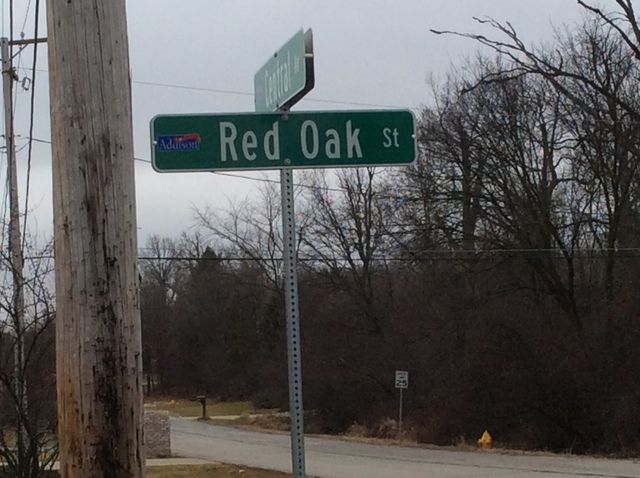 Central
Addison Red Oak St
25